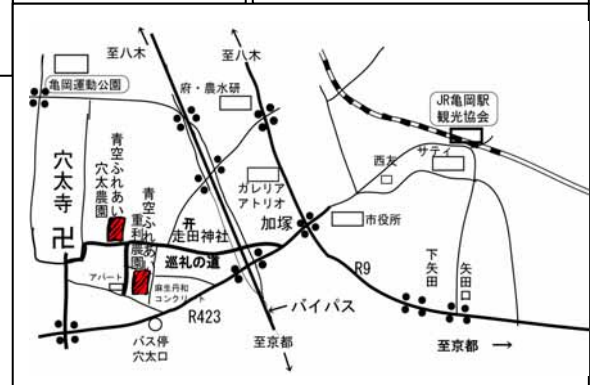 至八木
至八木
亀岡運動公園
府・農水研
JR亀岡駅
観光協会
サティ
西友
穴太寺
卍
青空ふれあい
穴太農園
青空ふれあい
重利農園
ガレリア
アトリオ
走田神社
加塚
市役所
巡礼の道
アパート
麻生丹和
コンクリート
R9
下矢田
矢田口
バイパス
R423
バス停
穴太口
至京都
至京都